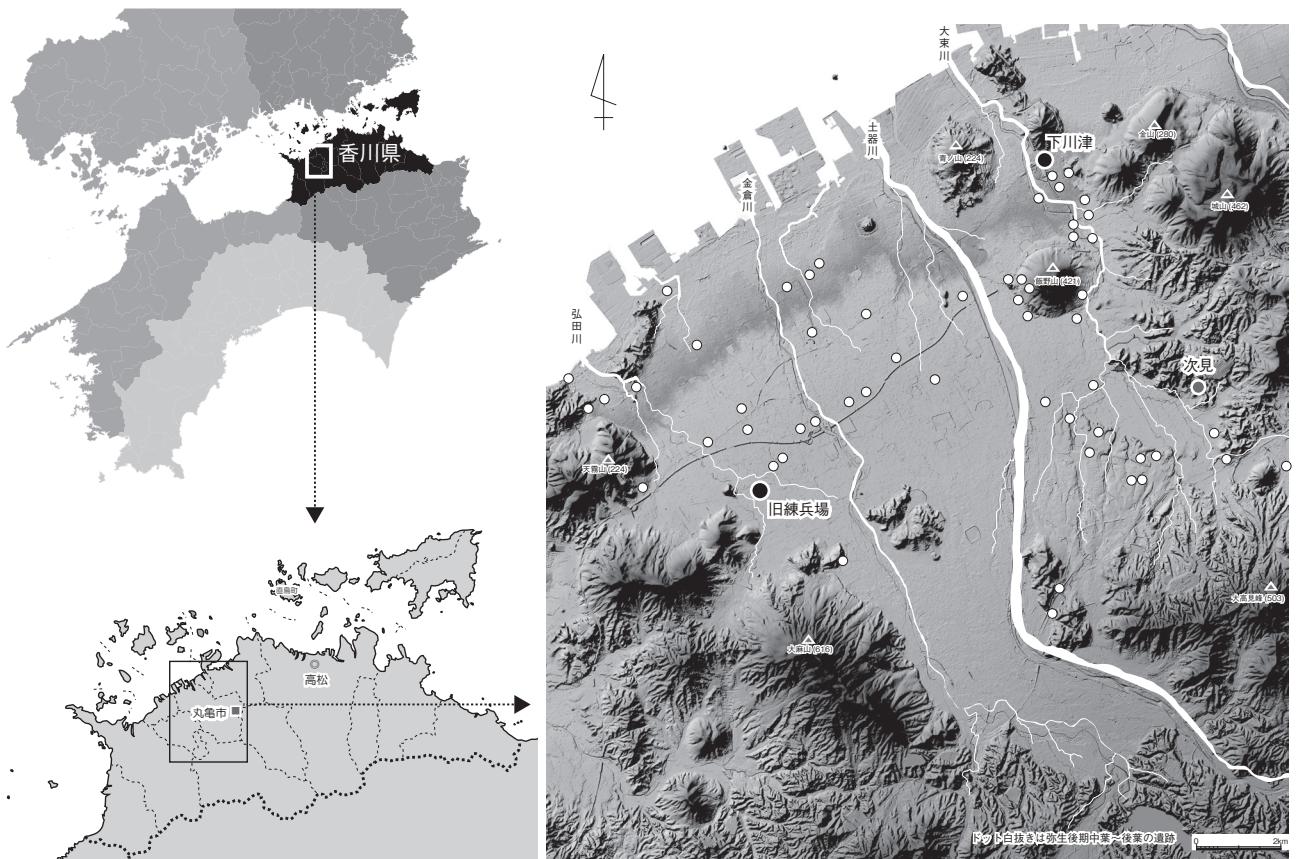 香川県
直島町
高松
丸亀市
大束川
土器川
金倉川
弘田川
下川津
金山(280)
青ノ山(224)
城山(462)
飯野山(421)
次見
天霧山(224)
旧練兵場
大高見峰(503)
大麻山(616)
ドット白抜きは弥生後期中葉～後葉の遺跡
0 2km